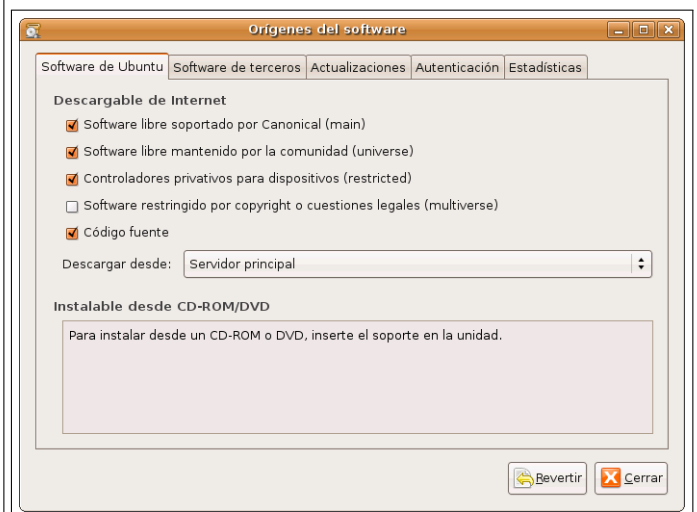 Orígenes del software
Software de Ubuntu Software de terceros Actualizaciones Autenticación Estadísticas
Descargable de Internet
Software libre soportado por Canonical (main)
Software libre mantenido por la comunidad (universe)
Controladores privativos para dispositivos (restricted)
Software restringido por copyright o cuestiones legales (multiverse)
Código fuente
Descargar desde: Servidor principal
Instalable desde CD-ROM/DVD
Para instalar desde un CD-ROM o DVD, inserte el soporte en la unidad.
Revertir Cerrar